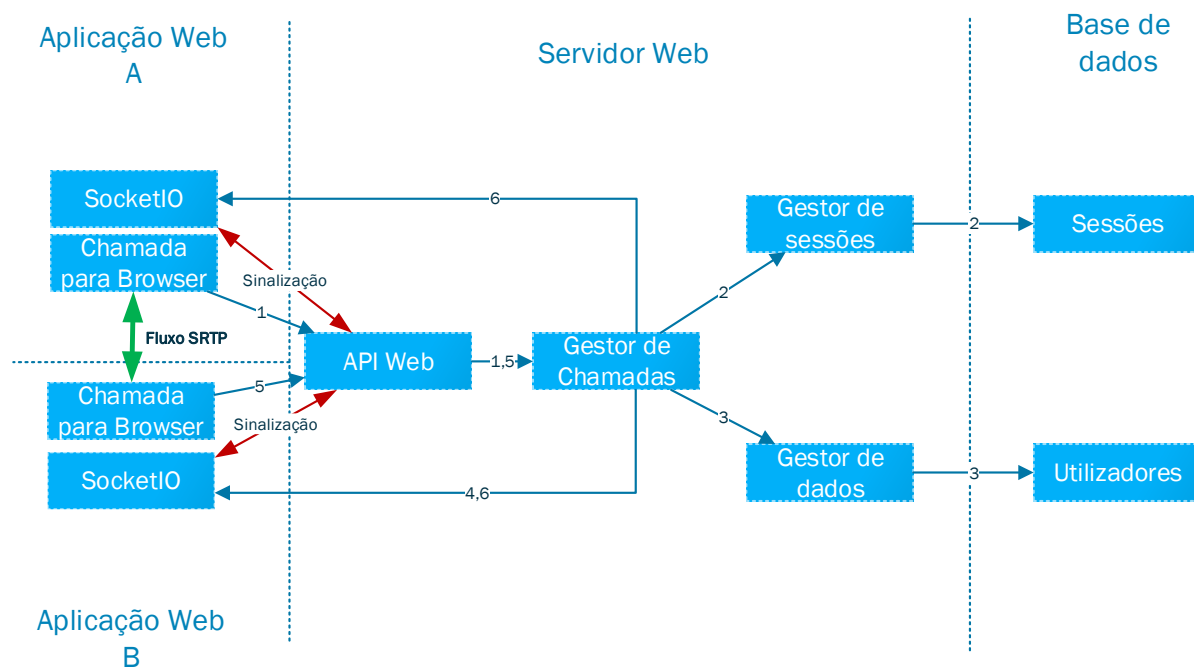 Aplicação Web
A
Servidor Web
Base de
dados
SocketIO
6
Gestor de
sessões
2
Sessões
Chamada
para Browser
Sinalização
1
2
Fluxo SRTP
API Web
1,5
Gestor de
Chamadas
Chamada
para Browser
5
Sinalização
3
SocketIO
4,6
Gestor de
dados
3
Utilizadores
Aplicação Web
B